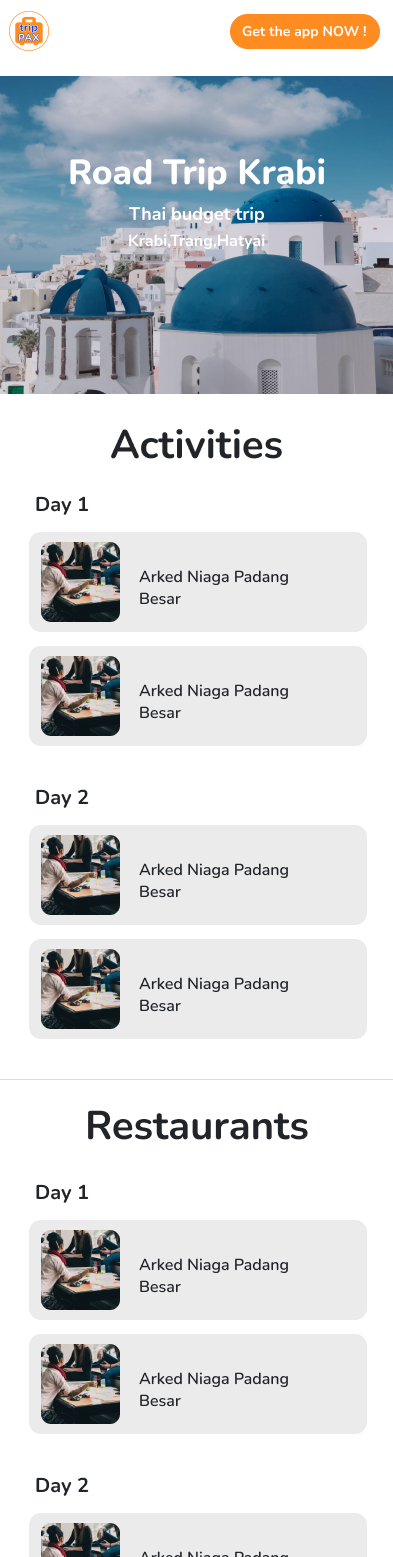 trip
PAX
Get the app NOW !
Road Trip Krabi
Thai budget trip
Krabi,Trang,Hatyai
Activities
Day 1
Arked Niaga Padang
Besar
Arked Niaga Padang
Besar
Day 2
Arked Niaga Padang
Besar
Arked Niaga Padang
Besar
Restaurants
Day 1
Arked Niaga Padang
Besar
Arked Niaga Padang
Besar
Day 2
Arked Niaga Padang